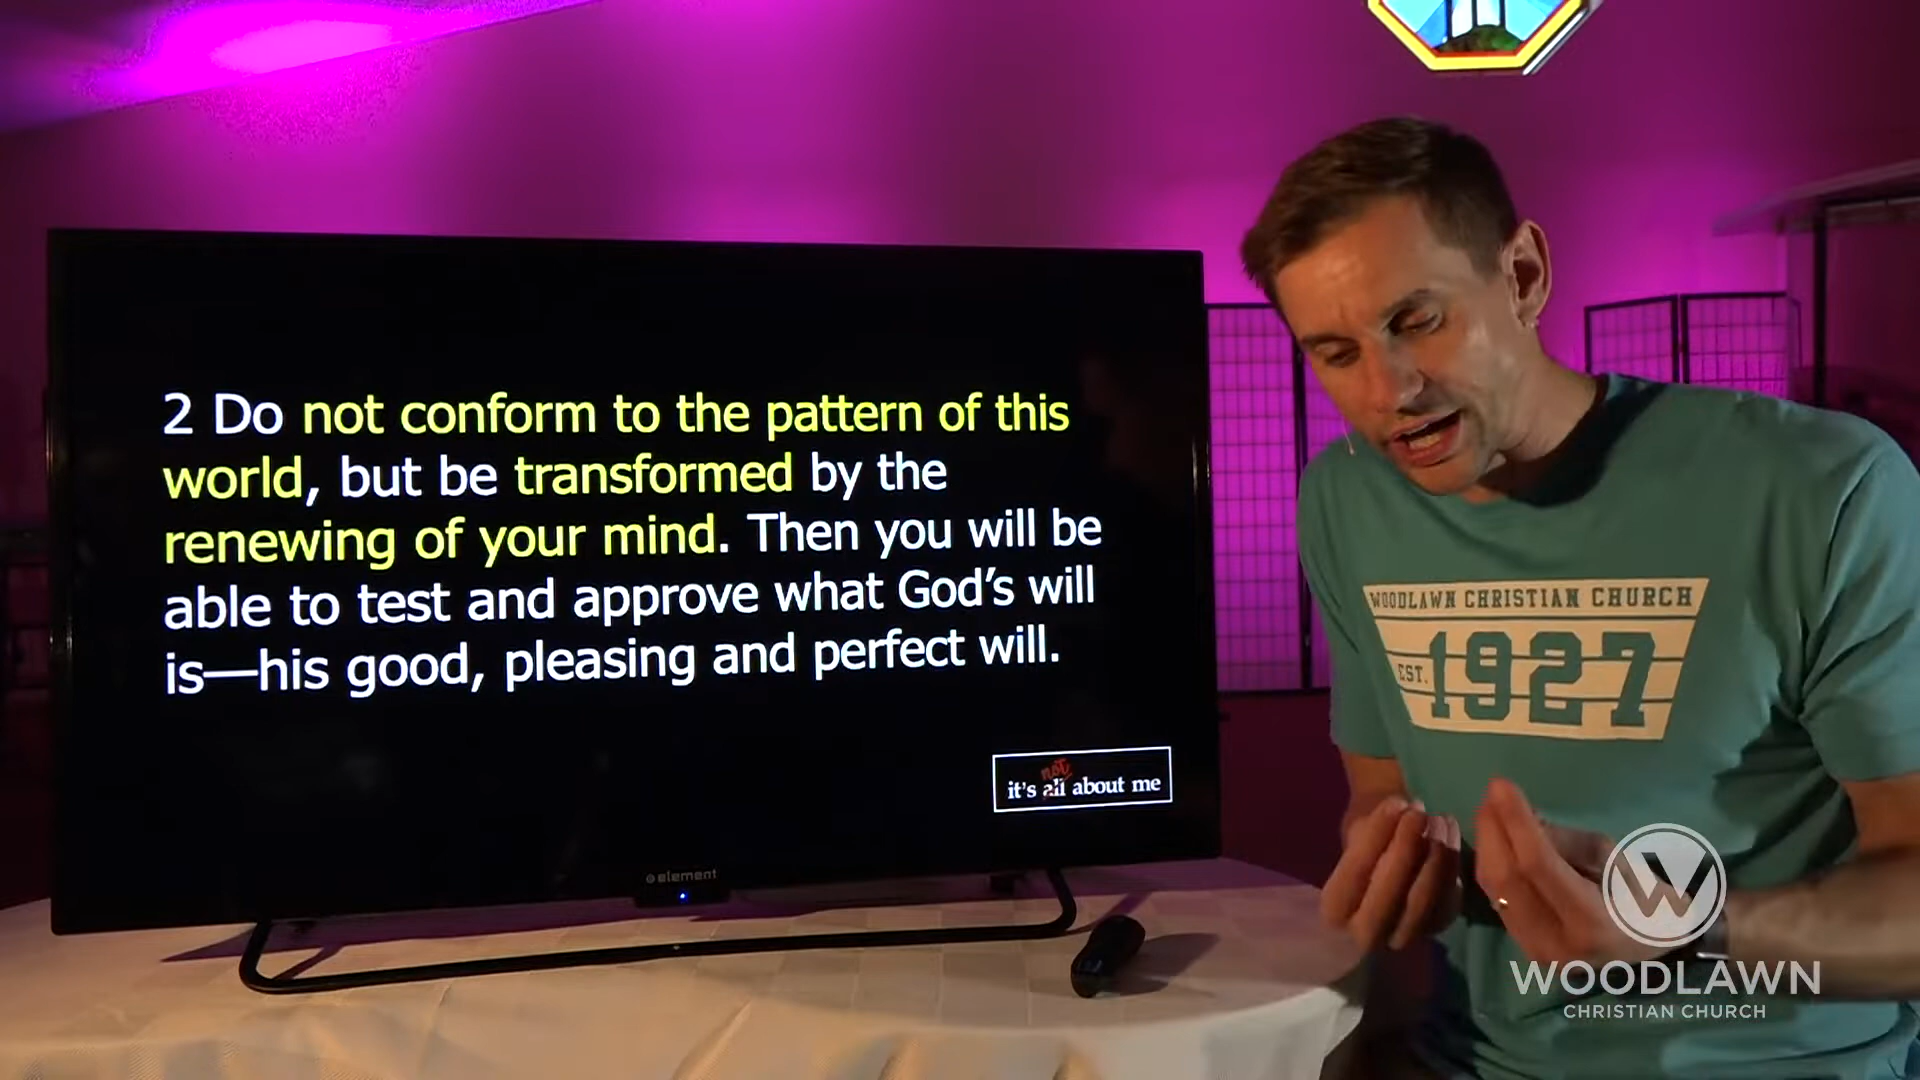 2 Do not conform to the pattern of this
world, but be transformed by the
renewing of your mind. Then you will be
able to test and approve what God's will
is—his good, pleasing and perfect will.
not
it's all about me
element
WOODLAWN CHRISTIAN CHURCH
EST. 1927
W
WOODLAWN
CHRISTIAN CHURCH